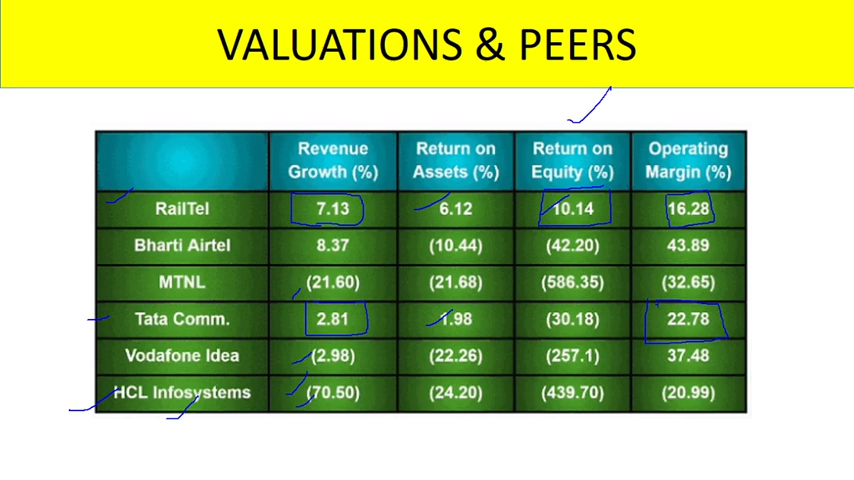 VALUATIONS & PEERS
Revenue Growth (%) Return on Assets (%) Return on Equity (%) Operating Margin (%)
RailTel 7.13 6.12 10.14 16.28
Bharti Airtel 8.37 (10.44) (42.20) 43.89
MTNL (21.60) (21.68) (586.35) (32.65)
Tata Comm. 2.81 1.98 (30.18) 22.78
Vodafone Idea (2.98) (22.26) (257.1) 37.48
HCL Infosystems (70.50) (24.20) (439.70) (20.99)